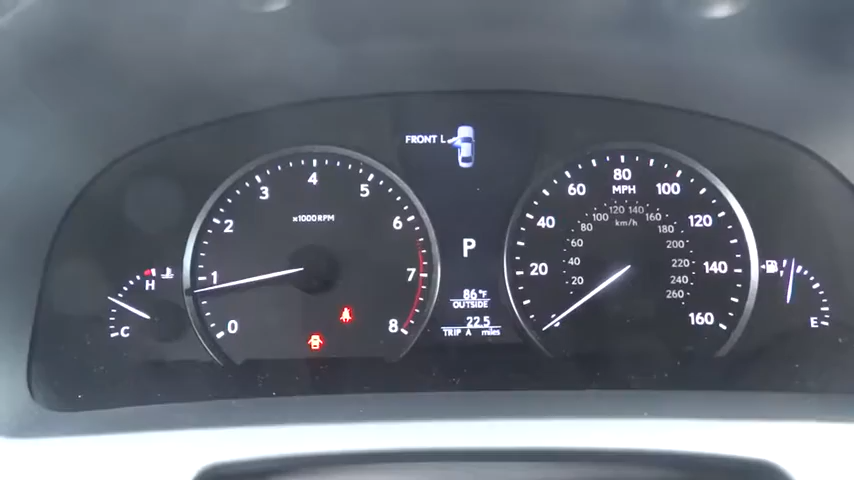 FRONT L
0
1
2
3
4
5
6
7
8
x1000RPM
H
C
P
86°F
OUTSIDE
22.5
TRIP A miles
20
40
60
80
100
120
140
160
MPH
km/h
20
40
60
80
100
120
140
160
180
200
220
240
260
E